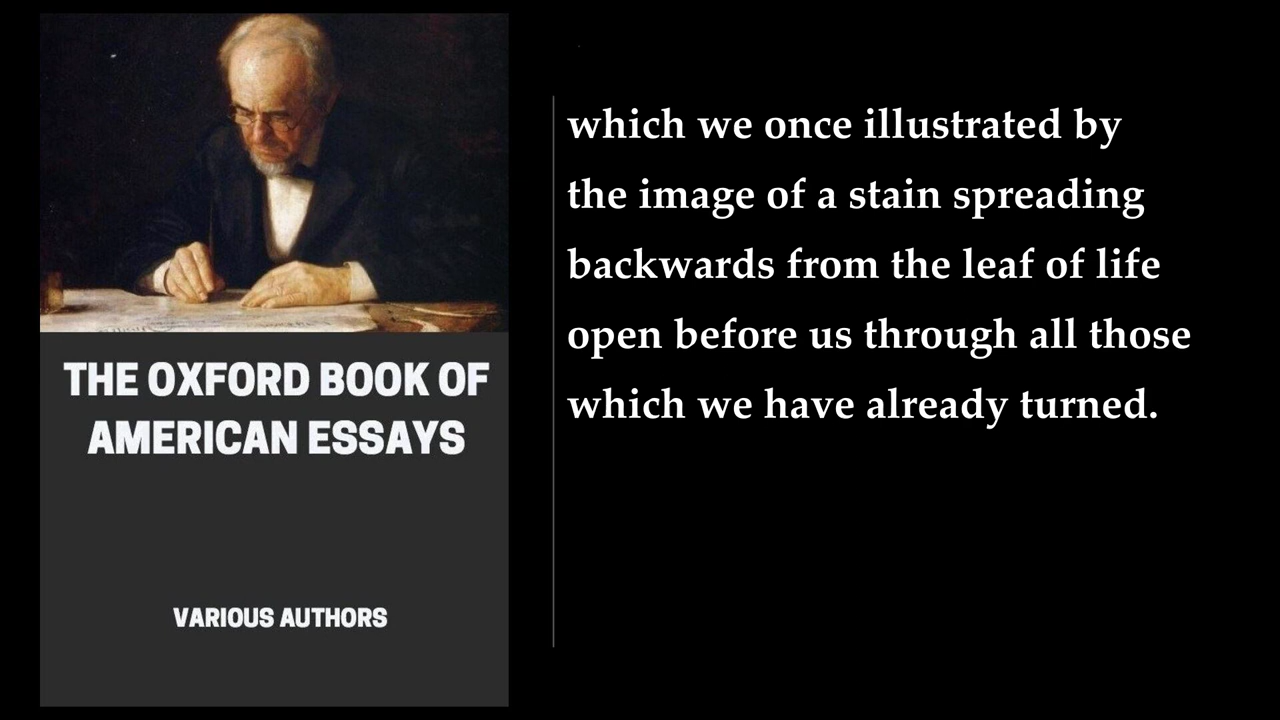 THE OXFORD BOOK OF
AMERICAN ESSAYS
VARIOUS AUTHORS
which we once illustrated by
the image of a stain spreading
backwards from the leaf of life
open before us through all those
which we have already turned.